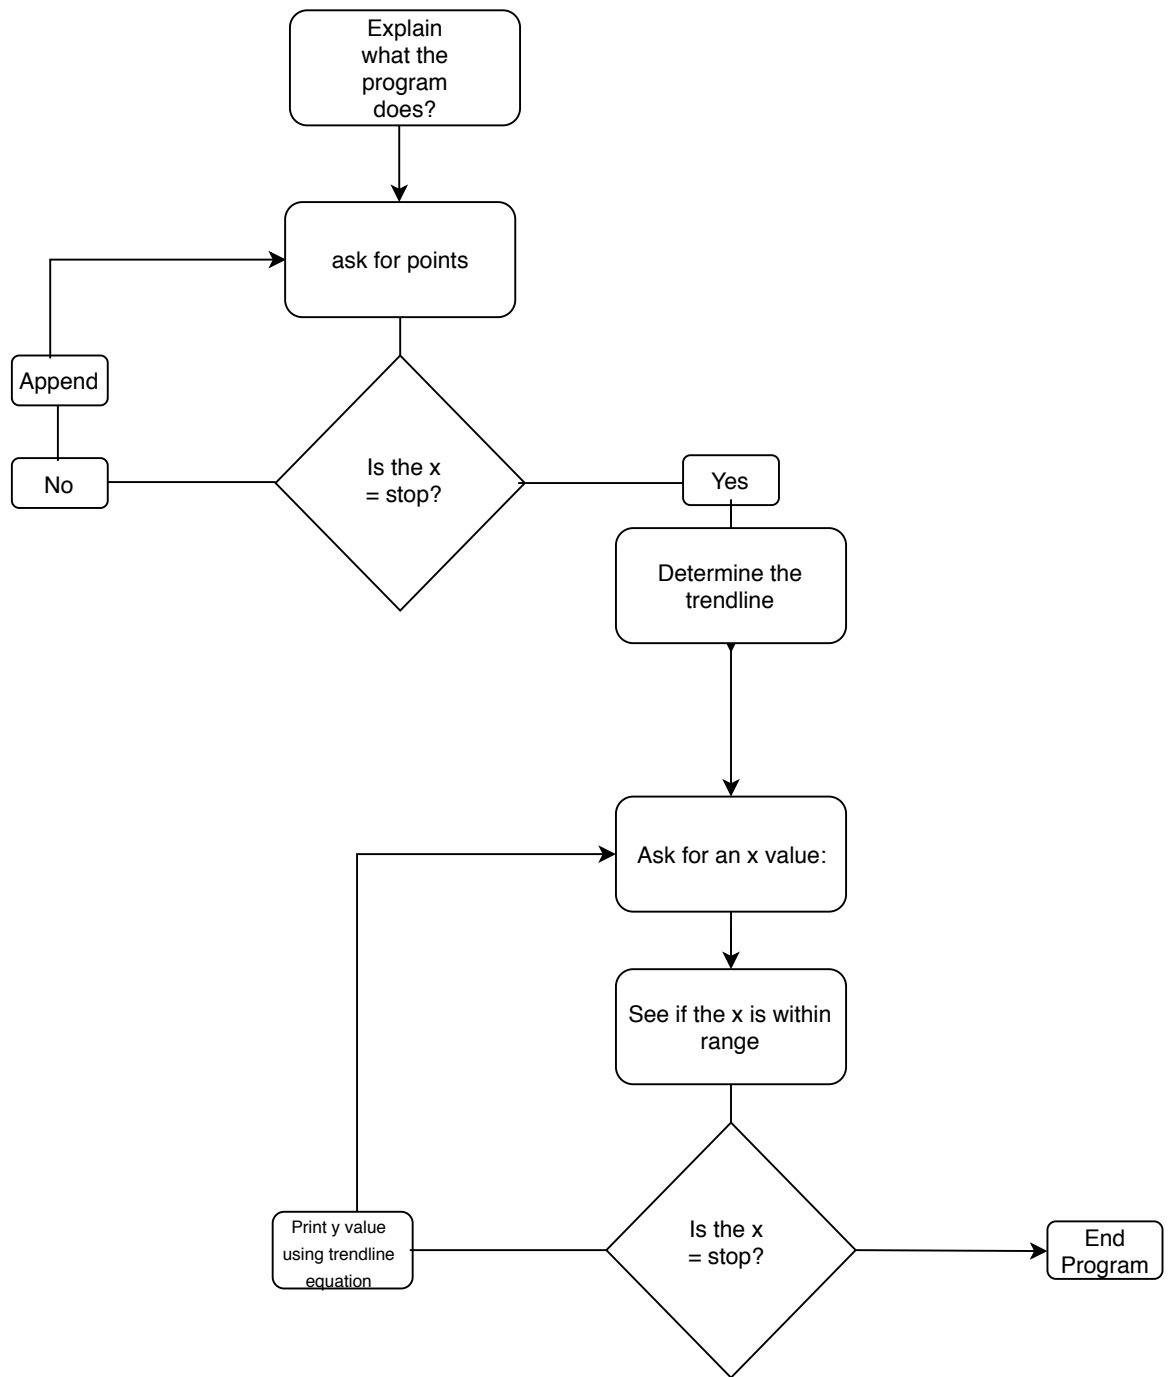 Explain
what the
program
does?
ask for points
Append
No
Is the x
= stop?
Yes
Determine the
trendline
Ask for an x value:
See if the x is within
range
Print y value
using trendline
equation
Is the x
= stop?
End
Program